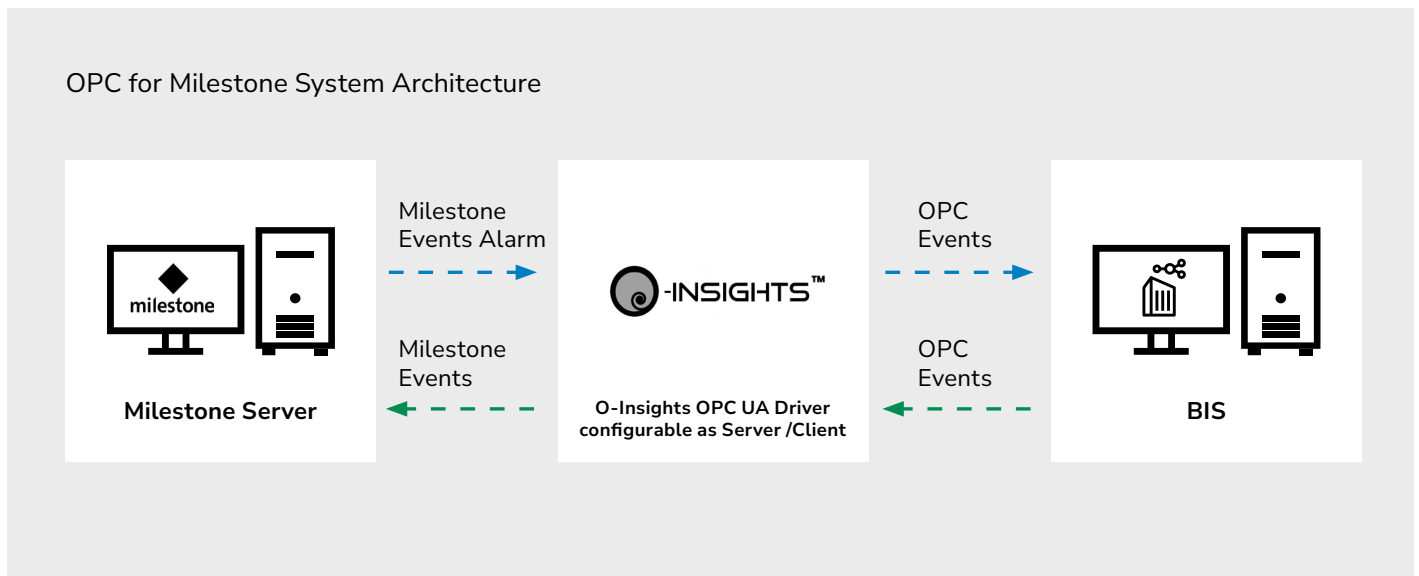 OPC for Milestone System Architecture
Milestone
Events Alarm
OPC
Events
milestone
O-INSIGHTS™
Milestone
Events
OPC
Events
Milestone Server
O-Insights OPC UA Driver
configurable as Server /Client
BIS